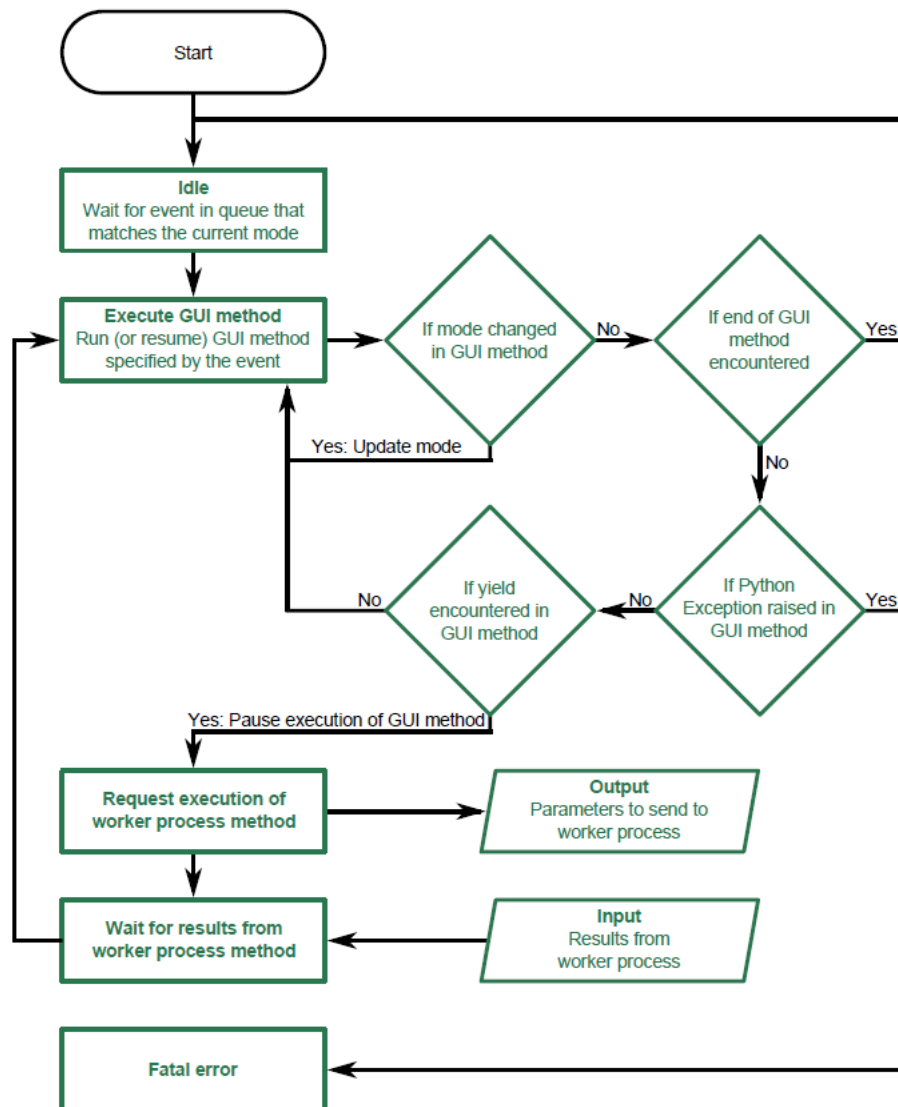 Start
Idle
Wait for event in queue that
matches the current mode
Execute GUI method
Run (or resume) GUI method
specified by the event
If mode changed
in GUI method
No
If end of GUI
method
encountered
Yes
Yes: Update mode
No
If Python
Exception raised in
GUI method
Yes
No
If yield
encountered in
GUI method
No
Yes: Pause execution of GUI method
Request execution of
worker process method
Output
Parameters to send to
worker process
Wait for results from
worker process method
Input
Results from
worker process
Fatal error